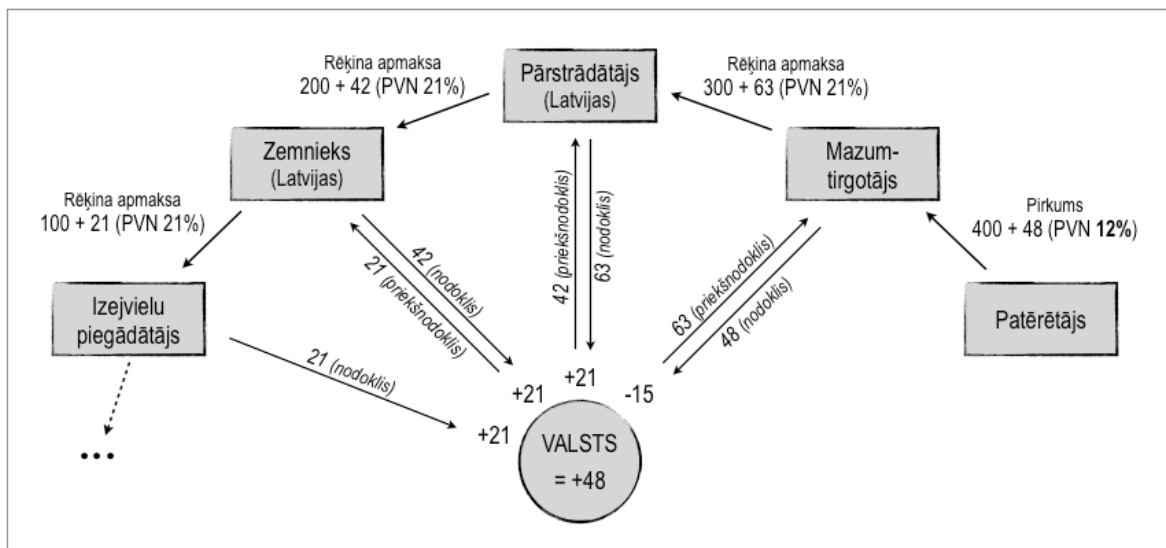 Rēķina apmaksa
200 + 42 (PVN 21%)
Pārstrādātājs
(Latvijas)
Rēķina apmaksa
300 + 63 (PVN 21%)
Zemnieks
(Latvijas)
Mazum-
tirgotājs
Rēķina apmaksa
100 + 21 (PVN 21%)
Pirkums
400 + 48 (PVN 12%)
Izejvielu
piegādātājs
Patērētājs
42 (nodoklis)
21 (priekšnodoklis)
42 (priekšnodoklis)
63 (nodoklis)
63 (priekšnodoklis)
48 (nodoklis)
21 (nodoklis)
+21
+21
+21
-15
VALSTS
= +48
...